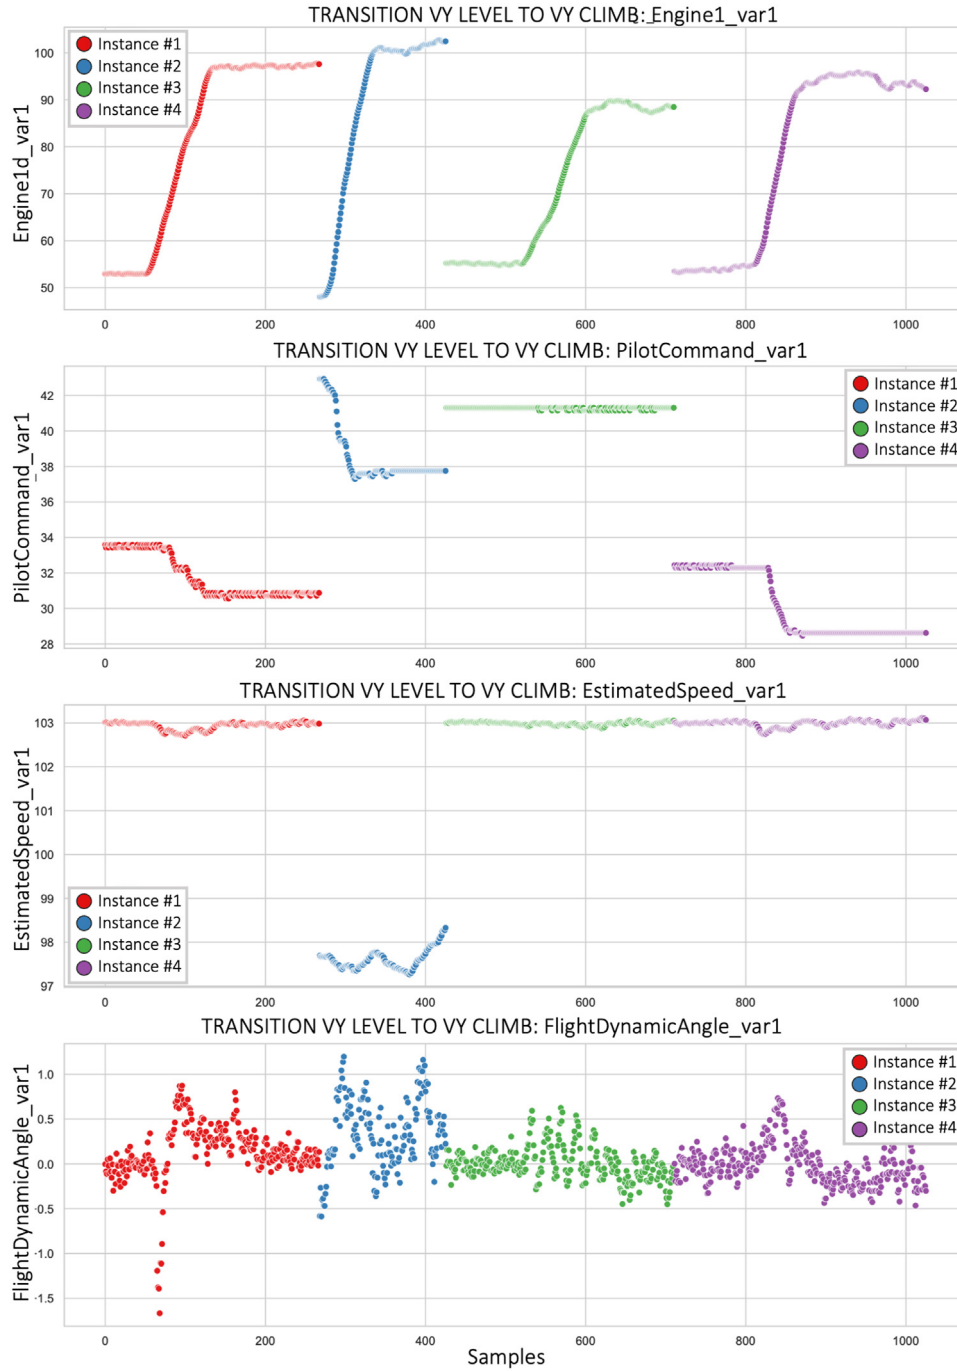 TRANSITION VY LEVEL TO VY CLIMB: Engine1_var1
Engine1d_var1
100
90
80
70
60
50
Instance #1
Instance #2
Instance #3
Instance #4
0 200 400 600 800 1000
TRANSITION VY LEVEL TO VY CLIMB: PilotCommand_var1
PilotCommand_var1
42
40
38
36
34
32
30
28
Instance #1
Instance #2
Instance #3
Instance #4
0 200 400 600 800 1000
TRANSITION VY LEVEL TO VY CLIMB: EstimatedSpeed_var1
EstimatedSpeed_var1
103
102
101
100
99
98
97
Instance #1
Instance #2
Instance #3
Instance #4
0 200 400 600 800 1000
TRANSITION VY LEVEL TO VY CLIMB: FlightDynamicAngle_var1
FlightDynamicAngle_var1
1.0
0.5
0.0
-0.5
-1.0
-1.5
Instance #1
Instance #2
Instance #3
Instance #4
0 200 400 600 800 1000
Samples